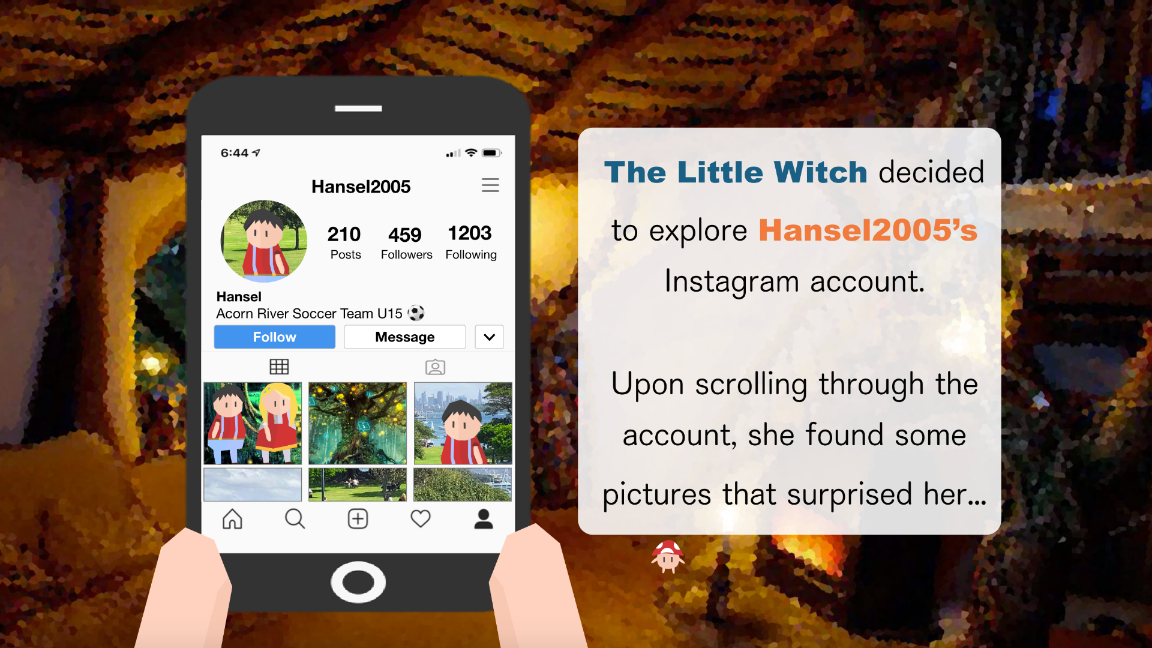 6:44
Hansel2005
210 459 1203
Posts Followers Following
Hansel
Acorn River Soccer Team U15 ⚽
Follow Message
The Little Witch decided
to explore Hansel2005’s
Instagram account.
Upon scrolling through the
account, she found some
pictures that surprised her...